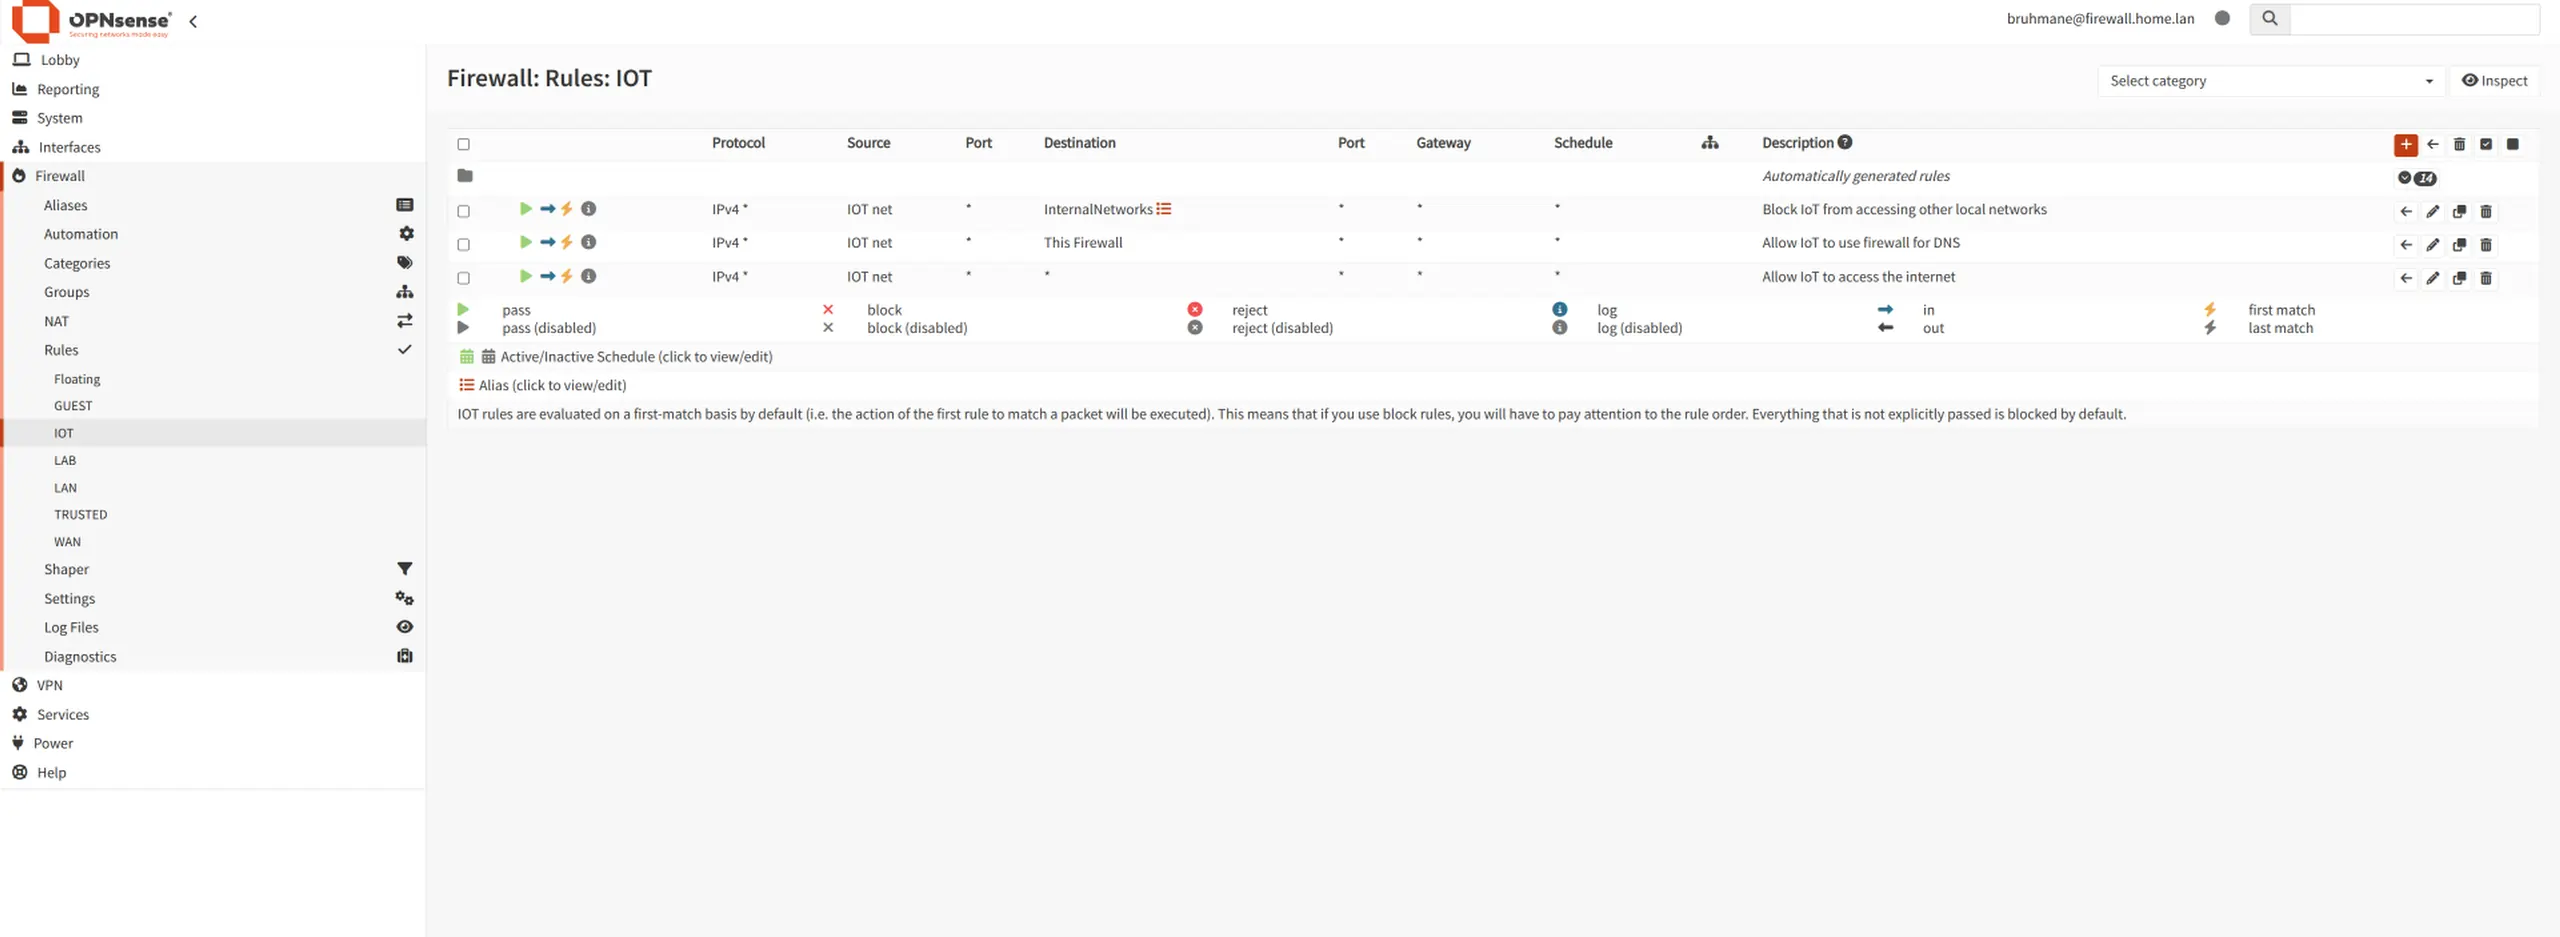 OPNsense®
Securing networks made easy
bruhmane@firewall.home.lan
Lobby
Reporting
System
Interfaces
Firewall
Aliases
Automation
Categories
Groups
NAT
Rules
Floating
GUEST
IOT
LAB
LAN
TRUSTED
WAN
Shaper
Settings
Log Files
Diagnostics
VPN
Services
Power
Help
Firewall: Rules: IOT
Select category
Inspect
Protocol Source Port Destination Port Gateway Schedule Description
Automatically generated rules 14
IPv4 * IOT net * InternalNetworks * * * Block IoT from accessing other local networks
IPv4 * IOT net * This Firewall * * * Allow IoT to use firewall for DNS
IPv4 * IOT net * * * * * Allow IoT to access the internet
pass block reject log in first match
pass (disabled) block (disabled) reject (disabled) log (disabled) out last match
Active/Inactive Schedule (click to view/edit)
Alias (click to view/edit)
IOT rules are evaluated on a first-match basis by default (i.e. the action of the first rule to match a packet will be executed). This means that if you use block rules, you will have to pay attention to the rule order. Everything that is not explicitly passed is blocked by default.